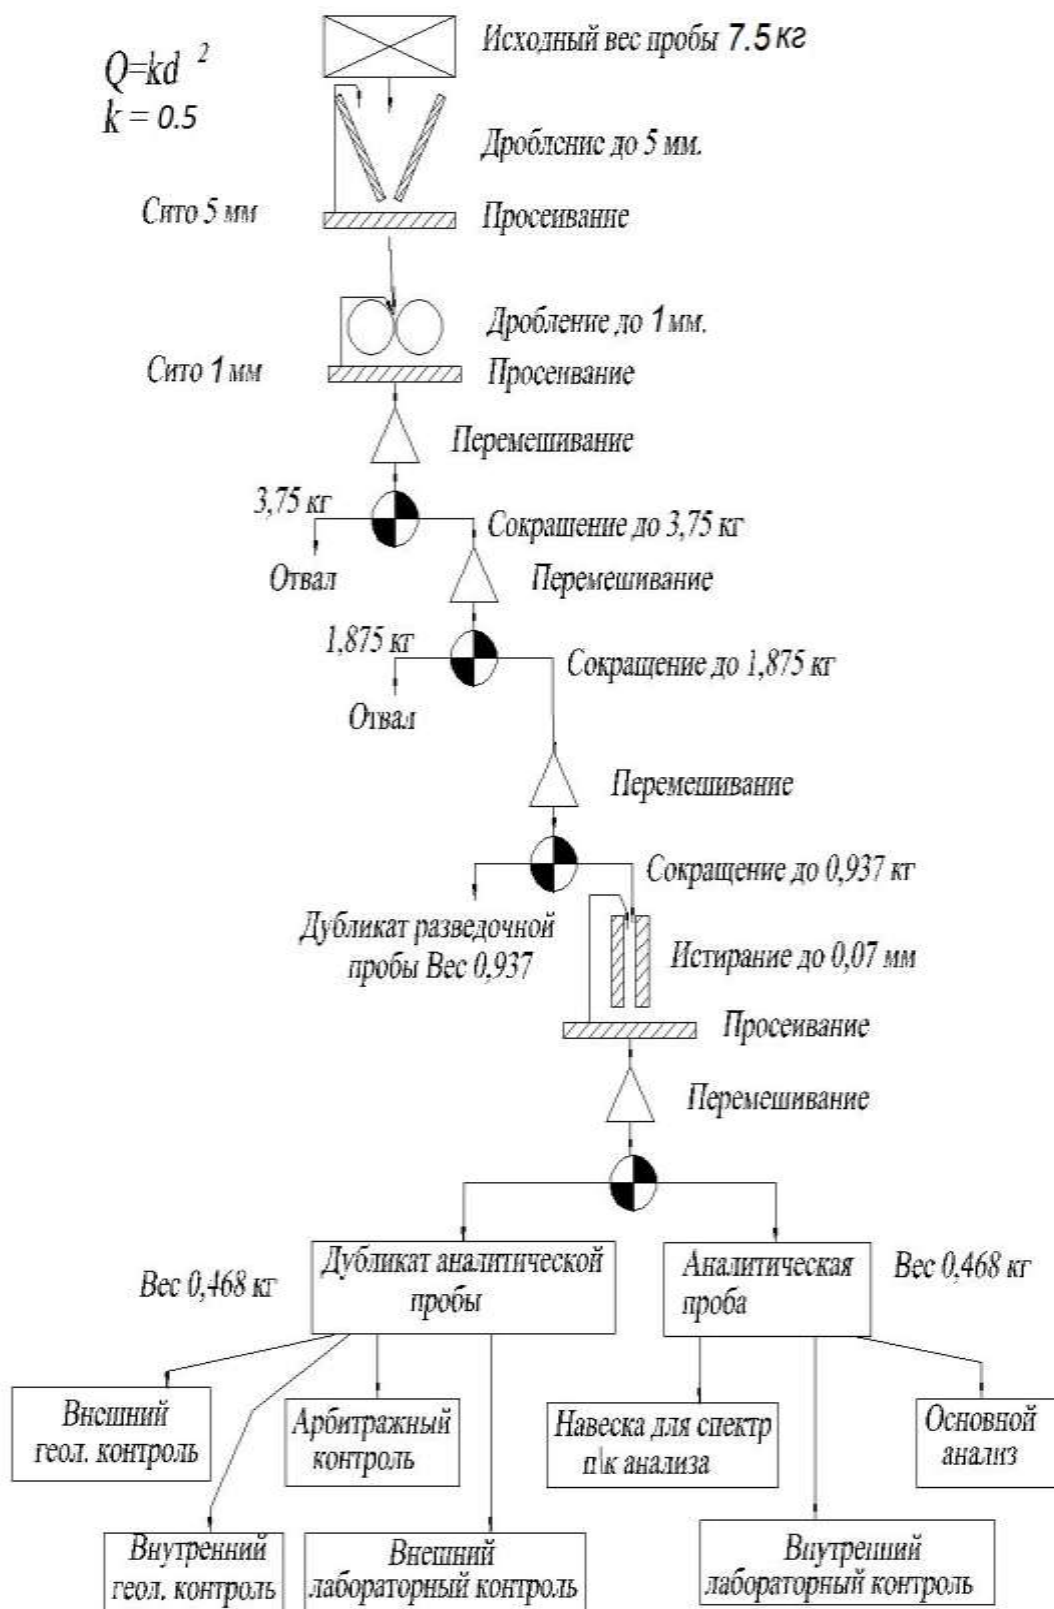 Q=kd 2
k = 0.5
Исходный вес пробы 7.5 кг
Дробление до 5 мм.
Сито 5 мм
Просеивание
Дробление до 1 мм.
Сито 1 мм
Просеивание
Перемешивание
3,75 кг
Сокращение до 3,75 кг
Отвал
Перемешивание
1,875 кг
Сокращение до 1,875 кг
Отвал
Перемешивание
Сокращение до 0,937 кг
Дубликат разведочной
пробы Вес 0,937
Истирание до 0,07 мм
Просеивание
Перемешивание
Вес 0,468 кг
Дубликат аналитической
пробы
Аналитическая
проба
Вес 0,468 кг
Внешний
геол. контроль
Арбитражный
контроль
Навеска для спектр
п\к анализа
Основной
анализ
Внутренний
геол. контроль
Внешний
лабораторный контроль
Внутренний
лабораторный контроль